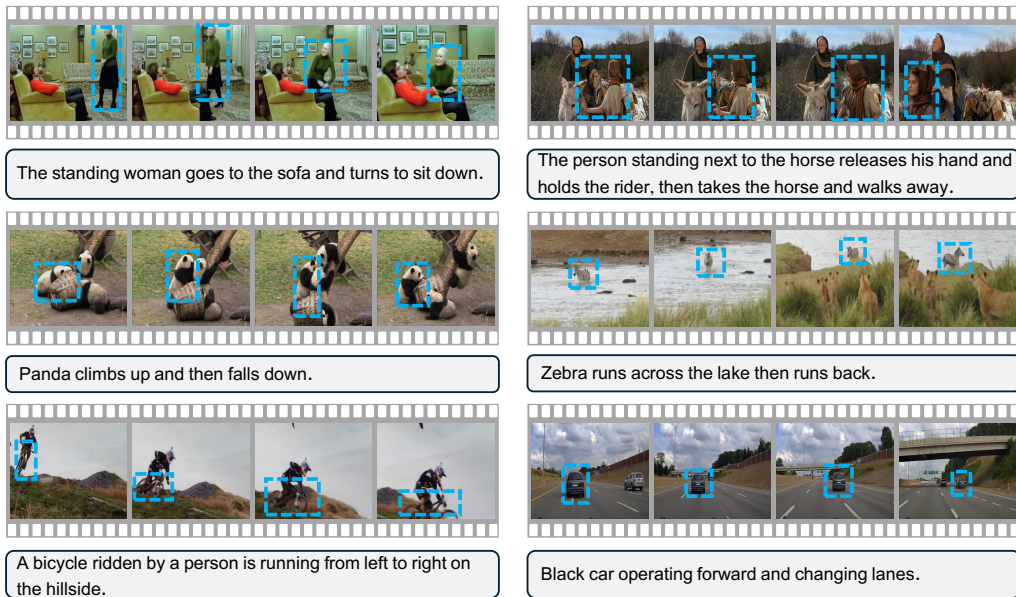 The standing woman goes to the sofa and turns to sit down.
The person standing next to the horse releases his hand and
holds the rider, then takes the horse and walks away.
Panda climbs up and then falls down.
Zebra runs across the lake then runs back.
A bicycle ridden by a person is running from left to right on
the hillside.
Black car operating forward and changing lanes.